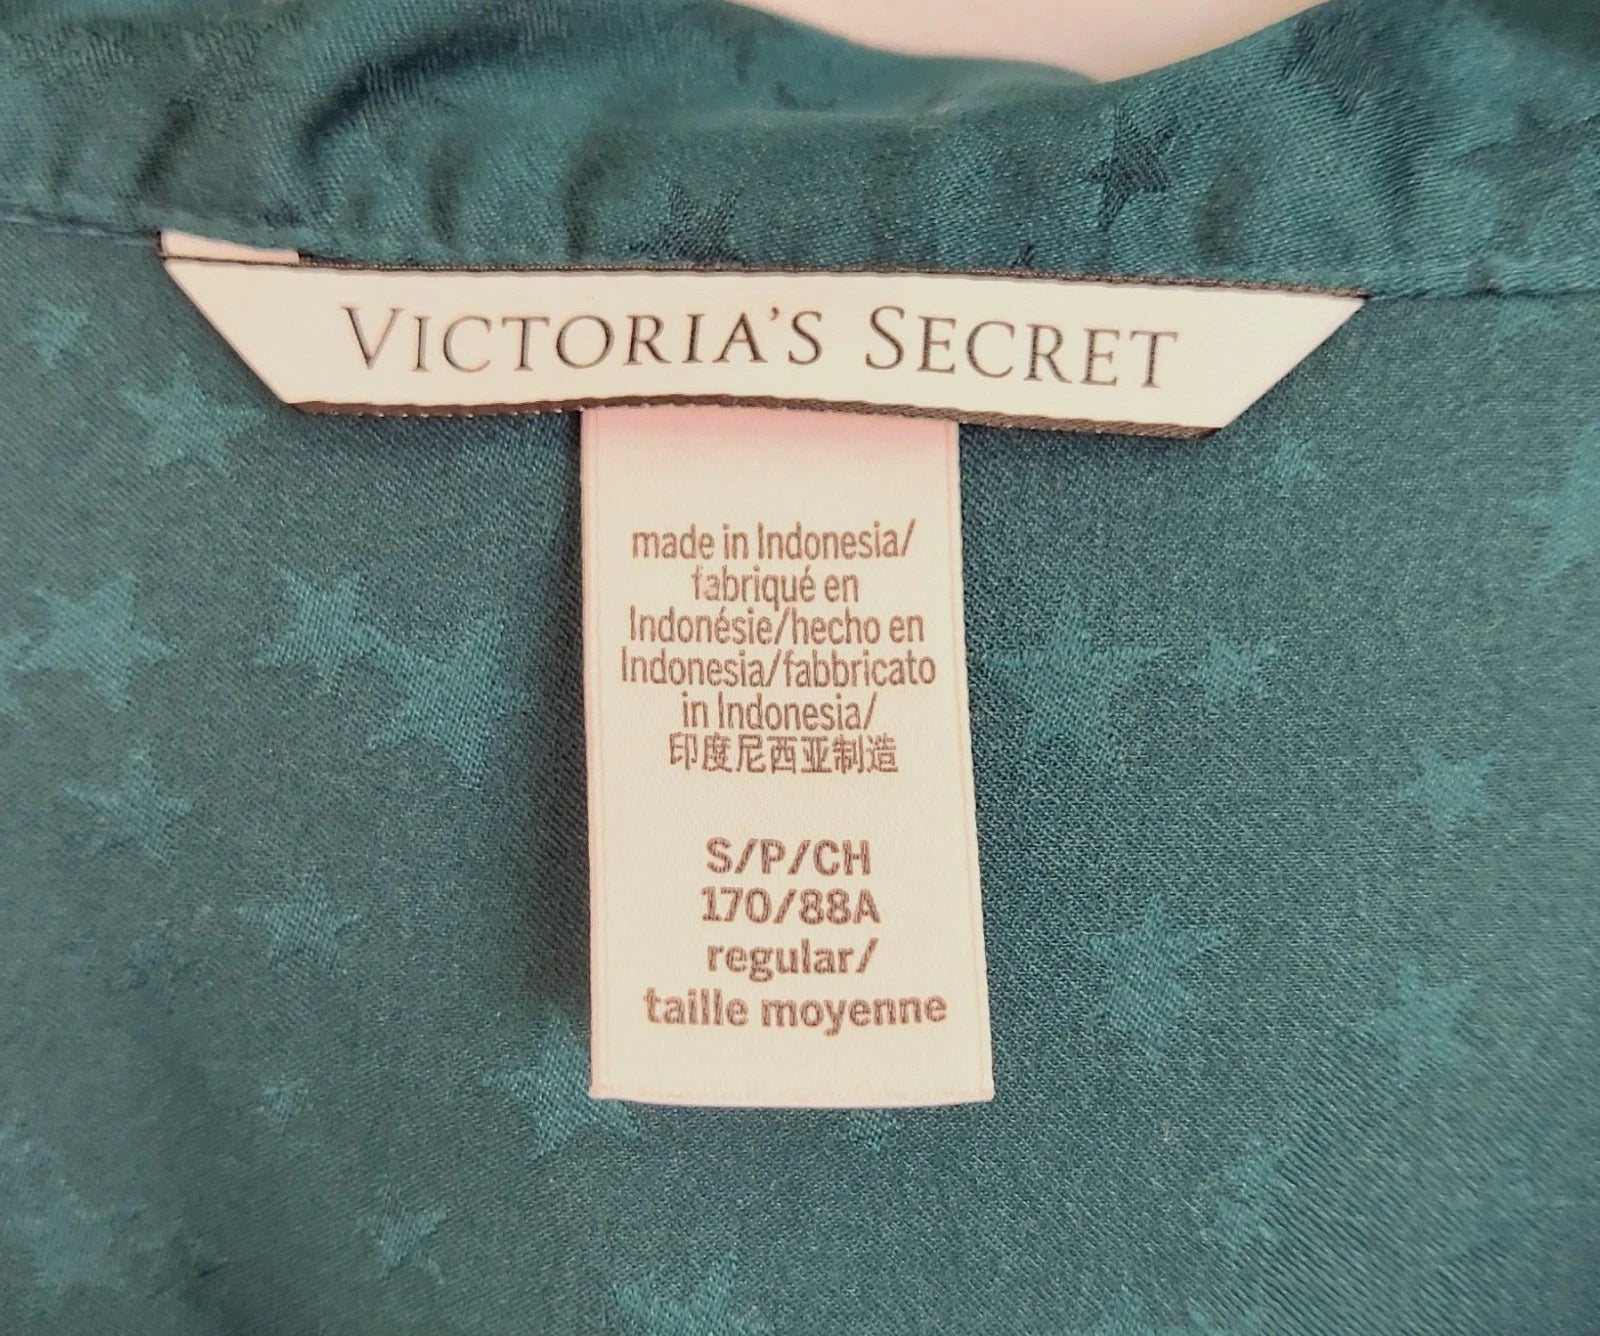 VICTORIA'S SECRET
made in Indonesia/
fabriqué en
Indonésie/hecho en
Indonesia/fabbricato
in Indonesia/
印度尼西亚制造
S/P/CH
170/88A
regular/
taille moyenne